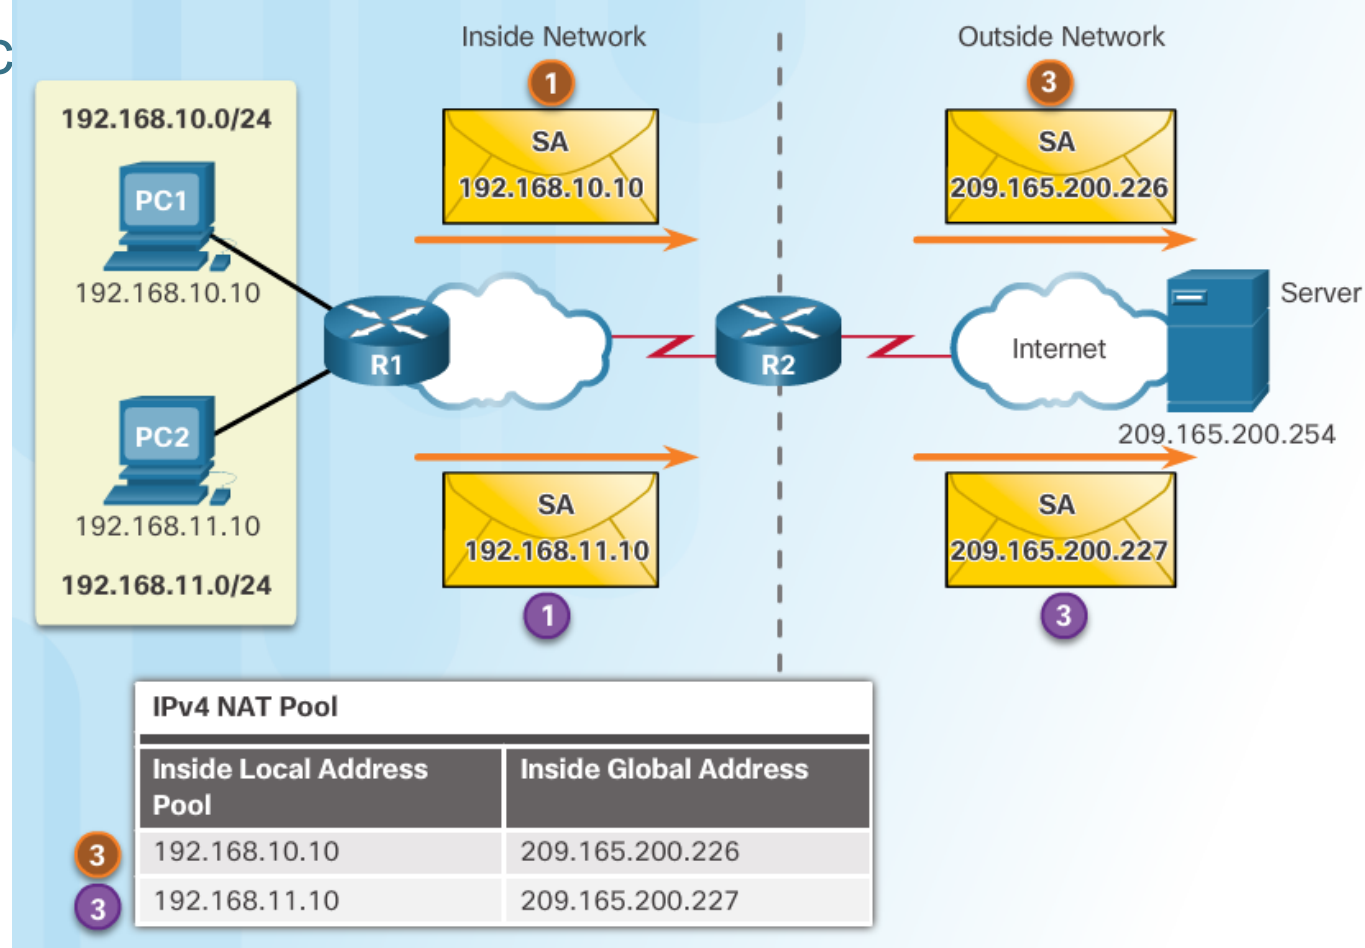 C
Inside Network
Outside Network
1
3
192.168.10.0/24
SA
192.168.10.10
SA
209.165.200.226
PC1
192.168.10.10
R1
R2
Internet
Server
209.165.200.254
PC2
192.168.11.10
192.168.11.0/24
SA
192.168.11.10
SA
209.165.200.227
1
3
IPv4 NAT Pool
Inside Local Address
Pool
Inside Global Address
3
192.168.10.10
209.165.200.226
3
192.168.11.10
209.165.200.227